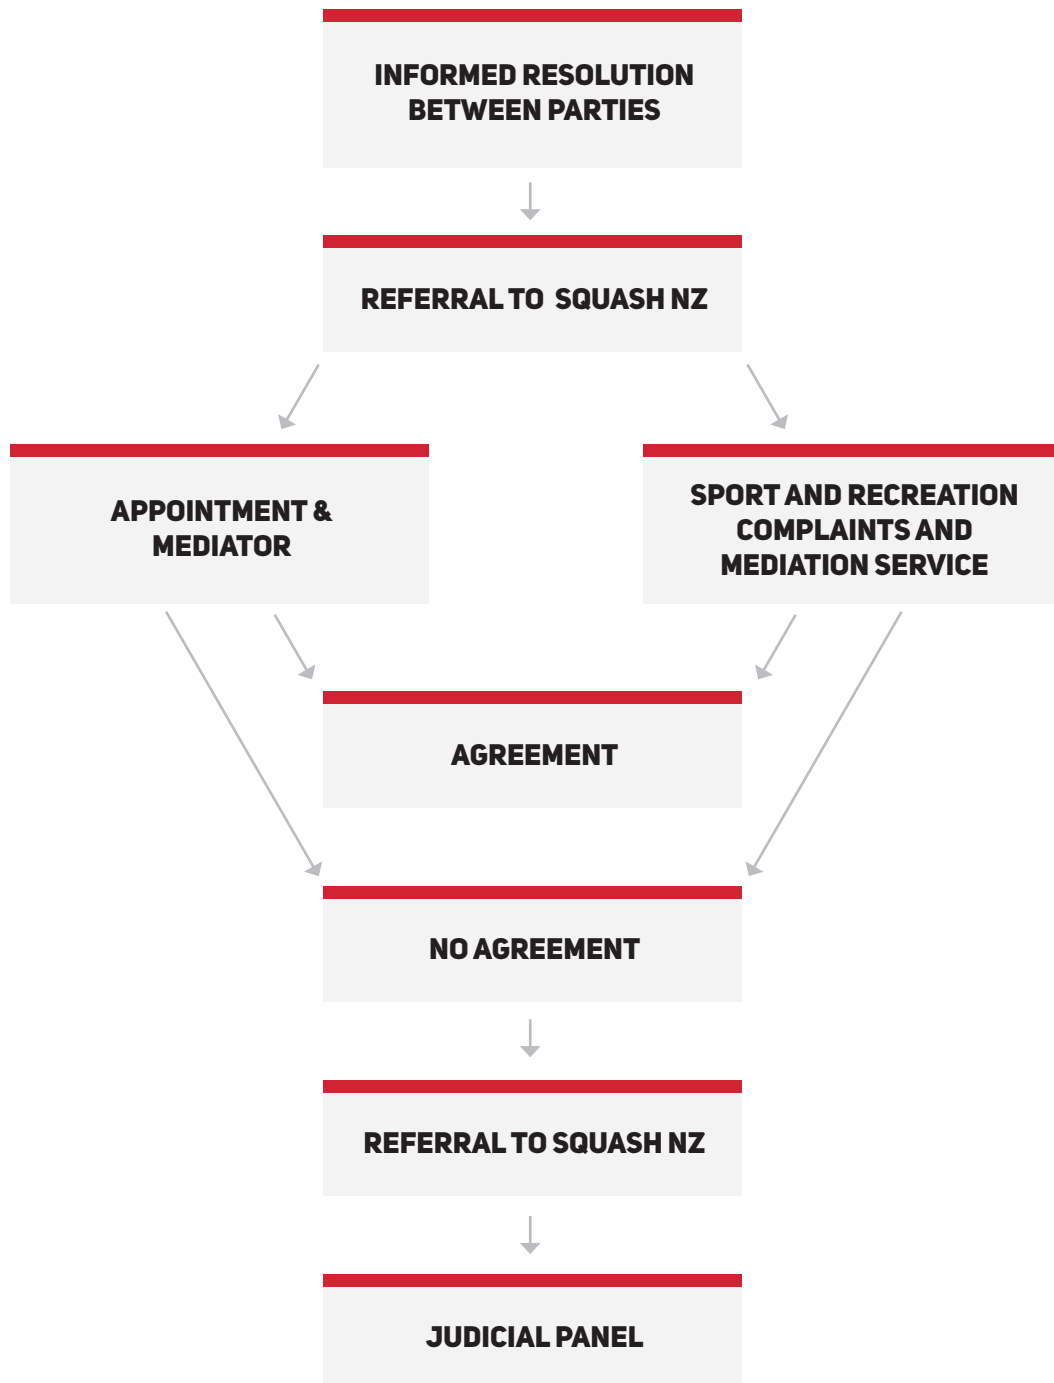 INFORMED RESOLUTION
BETWEEN PARTIES
REFERRAL TO SQUASH NZ
APPOINTMENT &
MEDIATOR
SPORT AND RECREATION
COMPLAINTS AND
MEDIATION SERVICE
AGREEMENT
NO AGREEMENT
REFERRAL TO SQUASH NZ
JUDICIAL PANEL